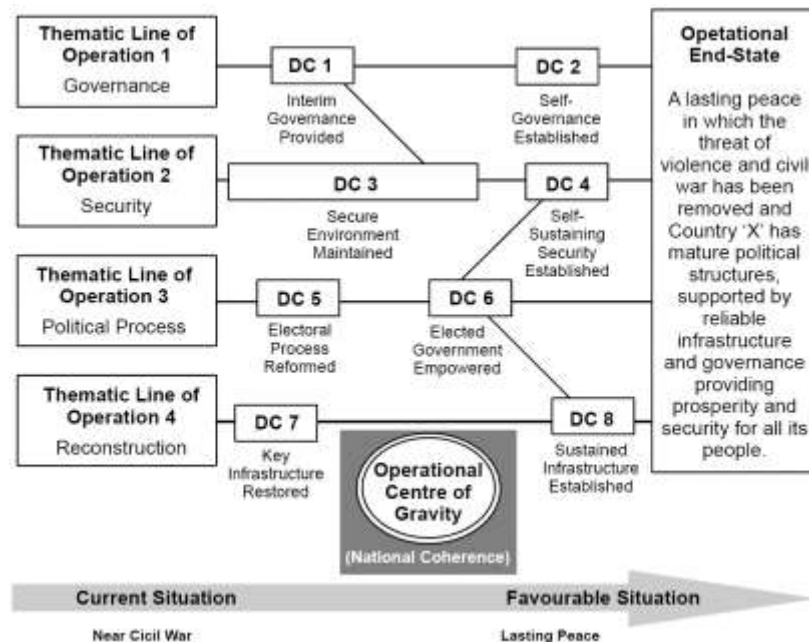 Thematic Line of
Operation 1
Governance
DC 1
Interim
Governance
Provided
DC 2
Self-
Governance
Established
Thematic Line of
Operation 2
Security
DC 3
Secure
Environment
Maintained
DC 4
Self-
Sustaining
Security
Established
Thematic Line of
Operation 3
Political Process
DC 5
Electoral
Process
Reformed
DC 6
Elected
Government
Empowered
Thematic Line of
Operation 4
Reconstruction
DC 7
Key
Infrastructure
Restored
DC 8
Sustained
Infrastructure
Established
Operational
Centre of
Gravity
(National Coherence)
Opetational
End-State
A lasting peace
in which the
threat of
violence and civil
war has been
removed and
Country ‘X’ has
mature political
structures,
supported by
reliable
infrastructure
and governance
providing
prosperity and
security for all its
people.
Current Situation
Favourable Situation
Near Cicil War
Lasting Peace